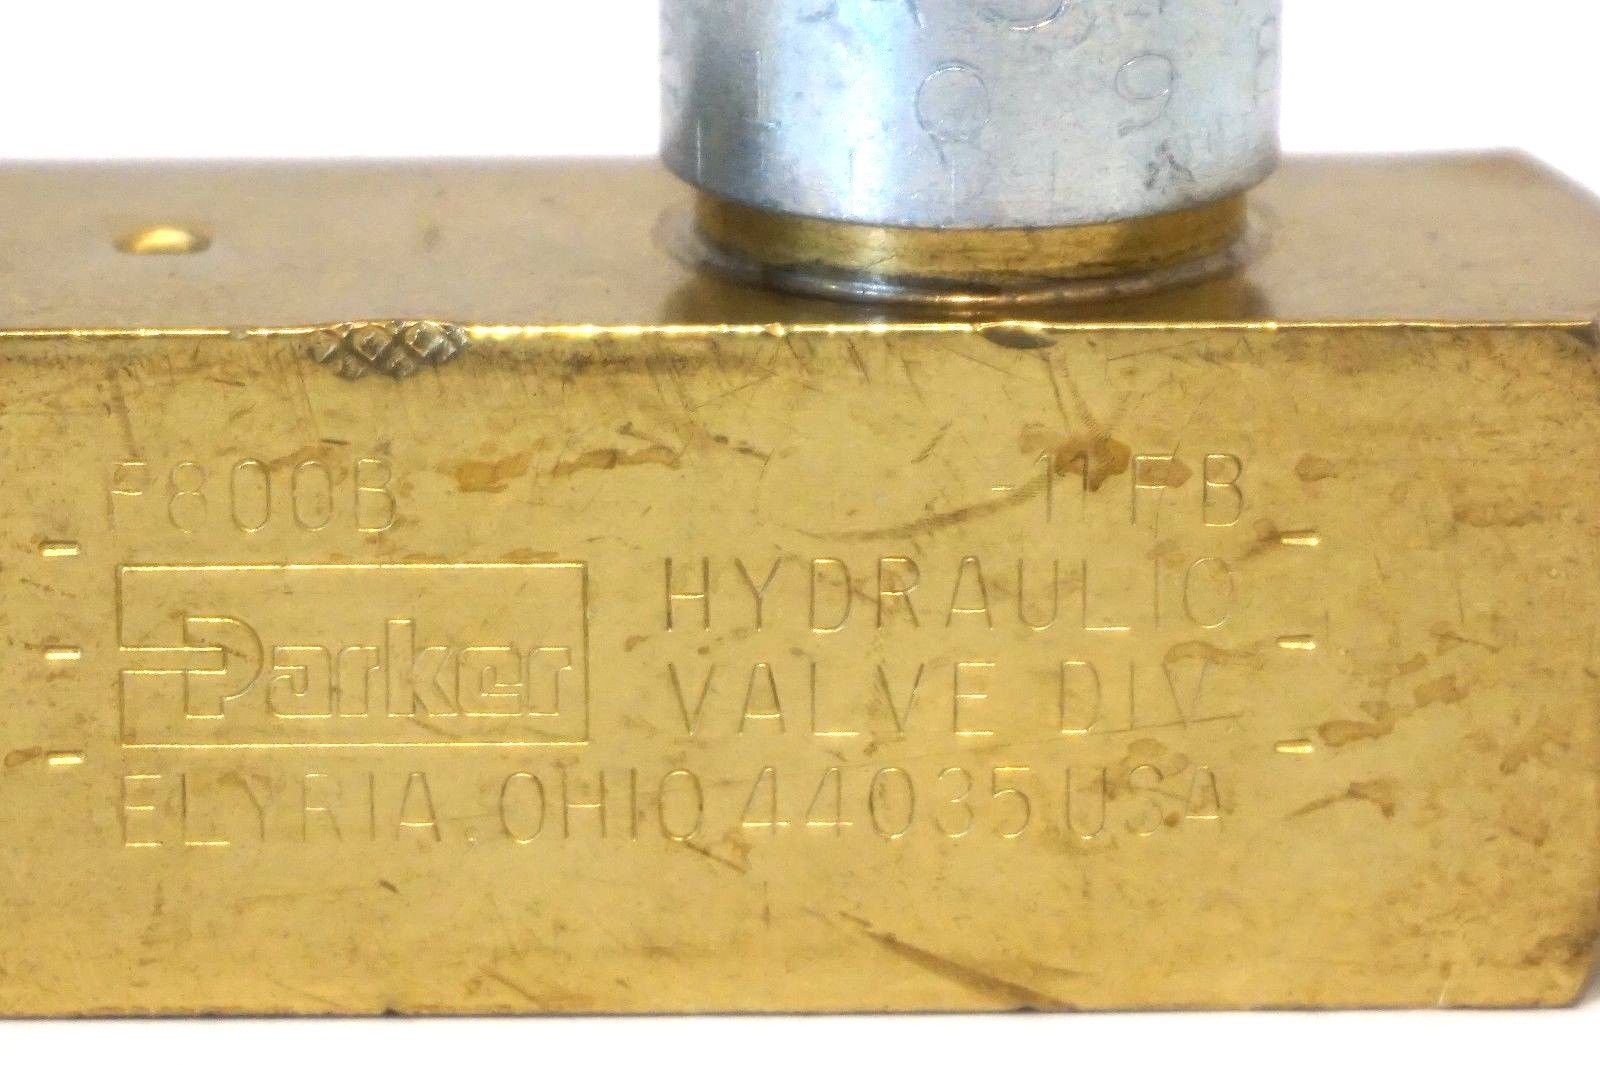 F800B -11FB
Parker HYDRAULIC
VALVE DIV.
ELYRIA, OHIO 44035 USA